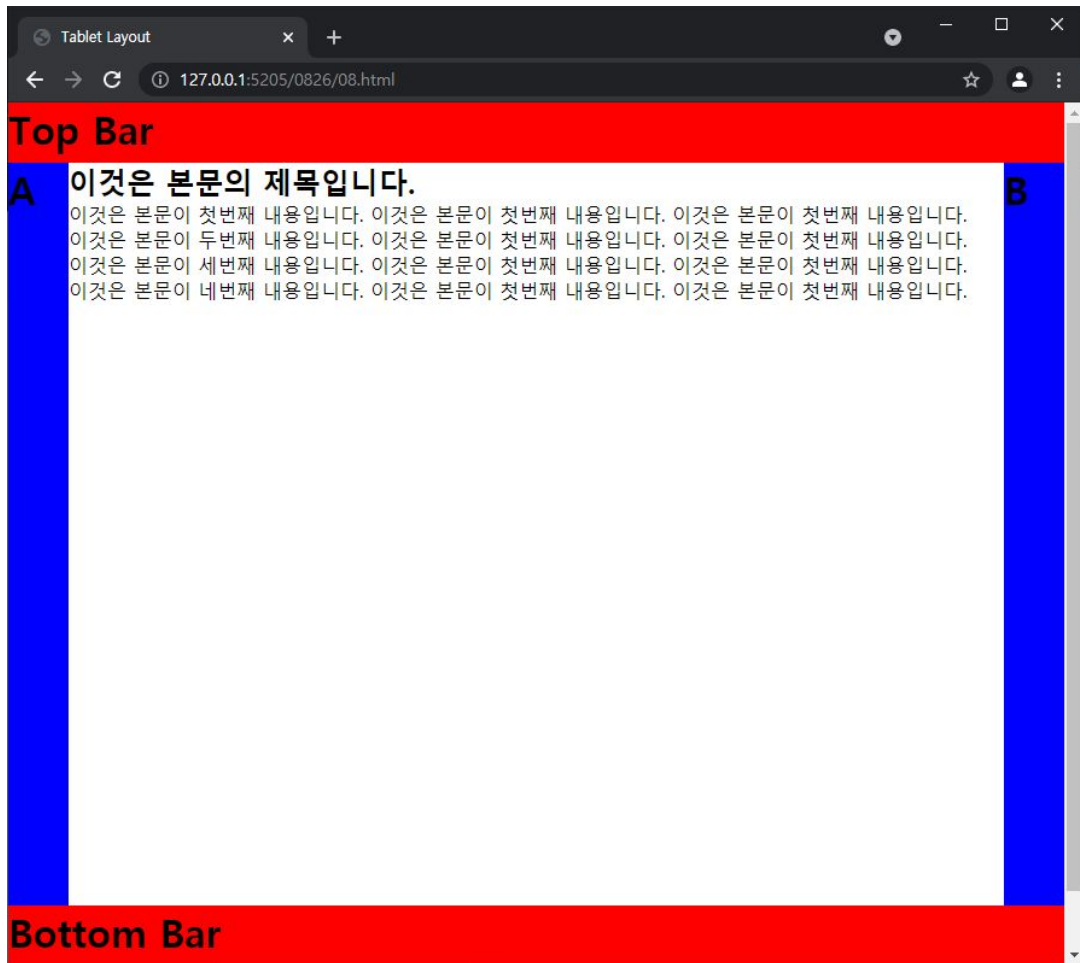 Tablet Layout
127.0.0.1:5205/0826/08.html
Top Bar
A
이것은 본문의 제목입니다.
B
이것은 본문이 첫번째 내용입니다. 이것은 본문이 첫번째 내용입니다. 이것은 본문이 첫번째 내용입니다.
이것은 본문이 두번째 내용입니다. 이것은 본문이 첫번째 내용입니다. 이것은 본문이 첫번째 내용입니다.
이것은 본문이 세번째 내용입니다. 이것은 본문이 첫번째 내용입니다. 이것은 본문이 첫번째 내용입니다.
이것은 본문이 네번째 내용입니다. 이것은 본문이 첫번째 내용입니다. 이것은 본문이 첫번째 내용입니다.
Bottom Bar